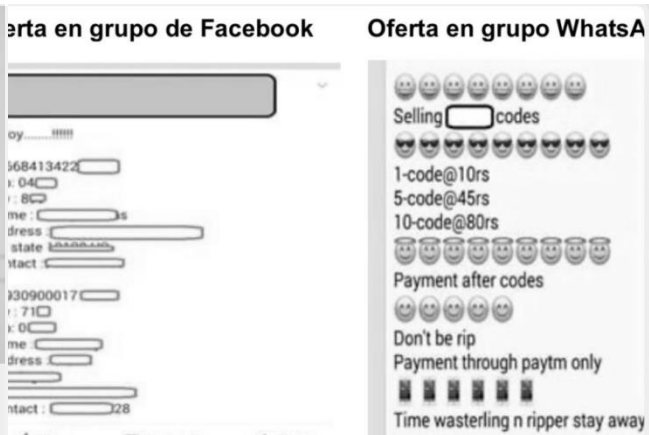 erta en grupo de Facebook
Oferta en grupo WhatsA
oy........!!!!!!
668413422
: 04
: 8
me : s
dress :
state
ntact :
930900017
: 71
: 0
me :
dress :
ntact : 28
Selling codes
1-code@10rs
5-code@45rs
10-code@80rs
Payment after codes
Don't be rip
Payment through paytm only
Time wasterling n ripper stay away